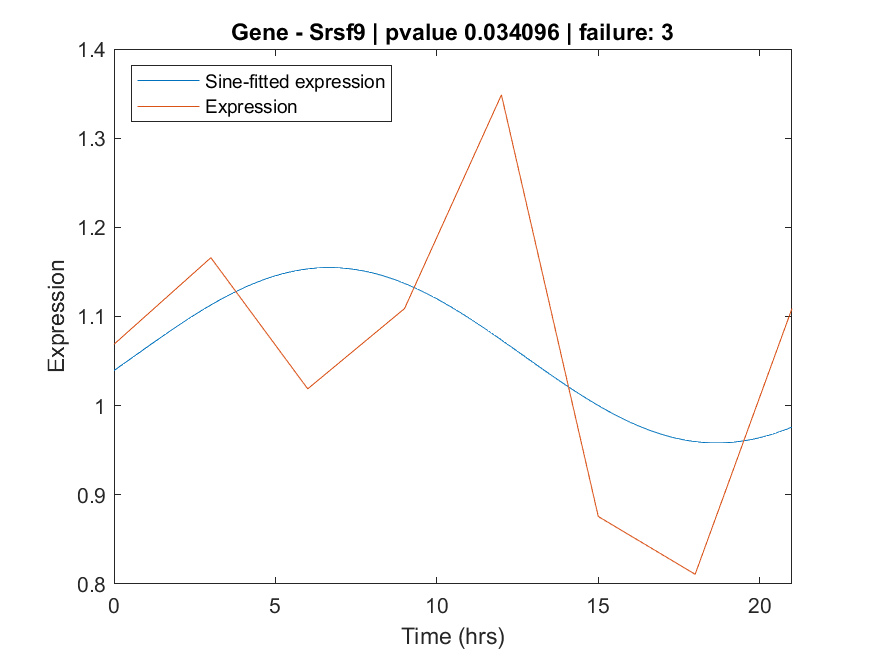 Gene - Srsf9 | pvalue 0.034096 | failure: 3
Sine-fitted expression
Expression
1.4
1.3
1.2
1.1
1
0.9
0.8
Expression
0 5 10 15 20
Time (hrs)